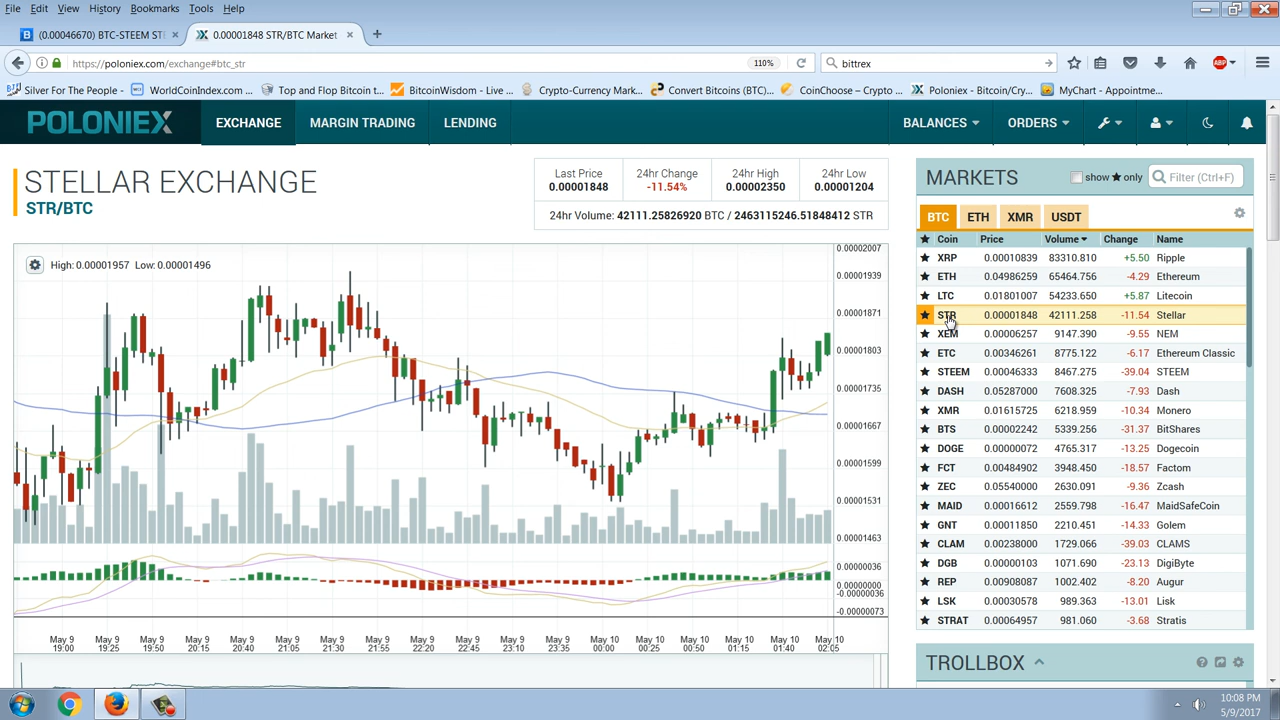 File Edit View History Bookmarks Tools Help
(0.00046670) BTC-STEEM STE × 0.00001848 STR/BTC Market × +
https://poloniex.com/exchange#btc_str 110% bittrex
Silver For The People - WorldCoinIndex.com ... Top and Flop Bitcoin t... BitcoinWisdom - Live ... Crypto-Currency Mark... Convert Bitcoins (BTC)... CoinChoose – Crypto ... Poloniex - Bitcoin/Cry... MyChart - Appointme...
POLONIEX EXCHANGE MARGIN TRADING LENDING BALANCES ORDERS
STELLAR EXCHANGE
STR/BTC
Last Price 24hr Change 24hr High 24hr Low
0.00001848 -11.54% 0.00002350 0.00001204
24hr Volume: 42111.25826920 BTC / 2463115246.51848412 STR
High: 0.00001957 Low: 0.00001496
0.00002007
0.00001939
0.00001871
0.00001803
0.00001735
0.00001667
0.00001599
0.00001531
0.00001463
0.00000036
0.00000000
-0.00000036
-0.00000073
May 9 May 9 May 9 May 9 May 9 May 9 May 9 May 9 May 9 May 9 May 9 May 9 May 10 May 10 May 10 May 10 May 10 May 10
19:00 19:25 19:50 20:15 20:40 21:05 21:30 21:55 22:20 22:45 23:10 23:35 00:00 00:25 00:50 01:15 01:40 02:05
MARKETS show ★ only Filter (Ctrl+F)
BTC ETH XMR USDT
★ Coin Price Volume Change Name
★ XRP 0.00010839 83310.810 +5.50 Ripple
★ ETH 0.04986259 65464.756 -4.29 Ethereum
★ LTC 0.01801007 54233.650 +5.87 Litecoin
★ STR 0.00001848 42111.258 -11.54 Stellar
★ XEM 0.00006257 9147.390 -9.55 NEM
★ ETC 0.00346261 8775.122 -6.17 Ethereum Classic
★ STEEM 0.00046333 8467.275 -39.04 STEEM
★ DASH 0.05287000 7608.325 -7.93 Dash
★ XMR 0.01615725 6218.959 -10.34 Monero
★ BTS 0.00002242 5339.256 -31.37 BitShares
★ DOGE 0.00000072 4765.317 -13.25 Dogecoin
★ FCT 0.00484902 3948.450 -18.57 Factom
★ ZEC 0.05540000 2630.091 -9.36 Zcash
★ MAID 0.00016612 2559.798 -16.47 MaidSafeCoin
★ GNT 0.00011850 2210.451 -14.33 Golem
★ CLAM 0.00238000 1729.066 -39.03 CLAMS
★ DGB 0.00000103 1071.690 -23.13 DigiByte
★ REP 0.00908087 1002.402 -8.20 Augur
★ LSK 0.00030578 989.363 -13.01 Lisk
★ STRAT 0.00064957 981.060 -3.68 Stratis
TROLLBOX
10:08 PM
5/9/2017